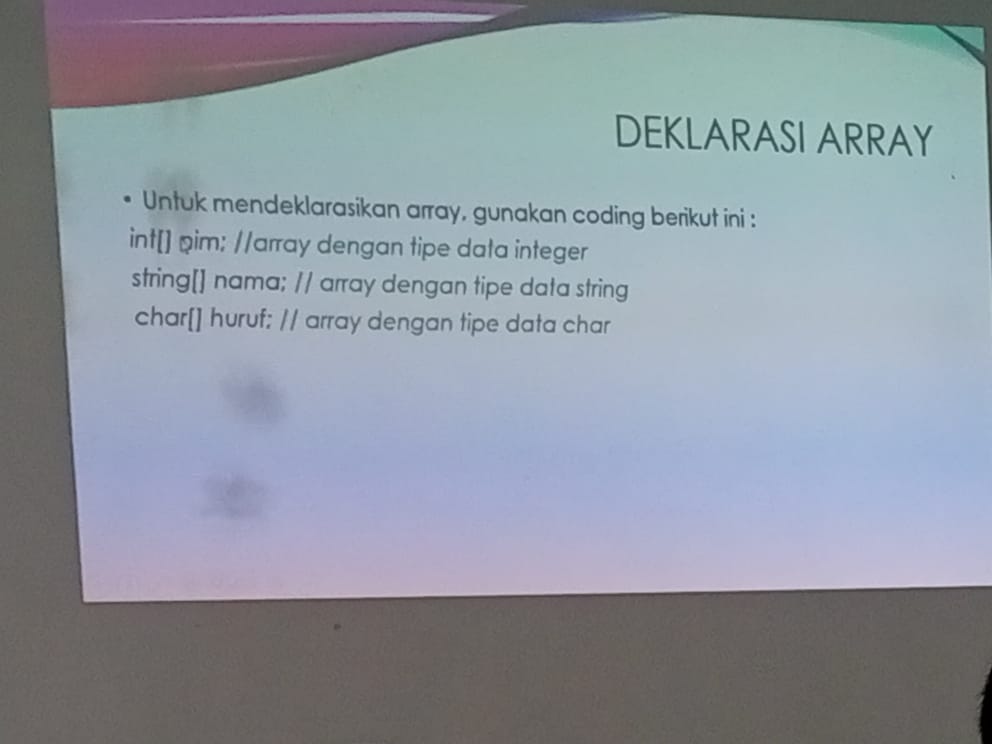 DEKLARASI ARRAY
• Untuk mendeklarasikan array, gunakan coding berikut ini :
int[] nim; //array dengan tipe data integer
string[] nama; // array dengan tipe data string
char[] huruf; // array dengan tipe data char